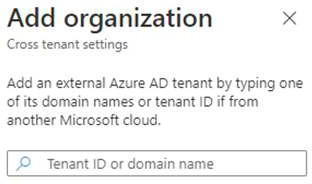 Add organization
Cross tenant settings
Add an external Azure AD tenant by typing one
of its domain names or tenant ID if from
another Microsoft cloud.
Tenant ID or domain name